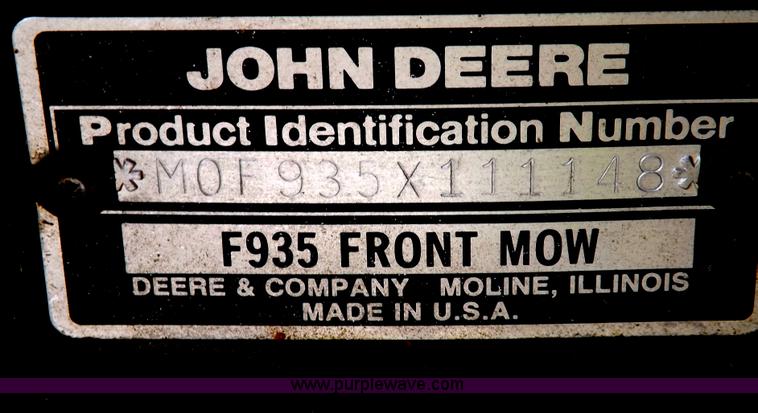 JOHN DEERE
Product Identification Number
*M0F935X111148*
F935 FRONT MOW
DEERE & COMPANY MOLINE, ILLINOIS
MADE IN U.S.A.
www.purplewave.com